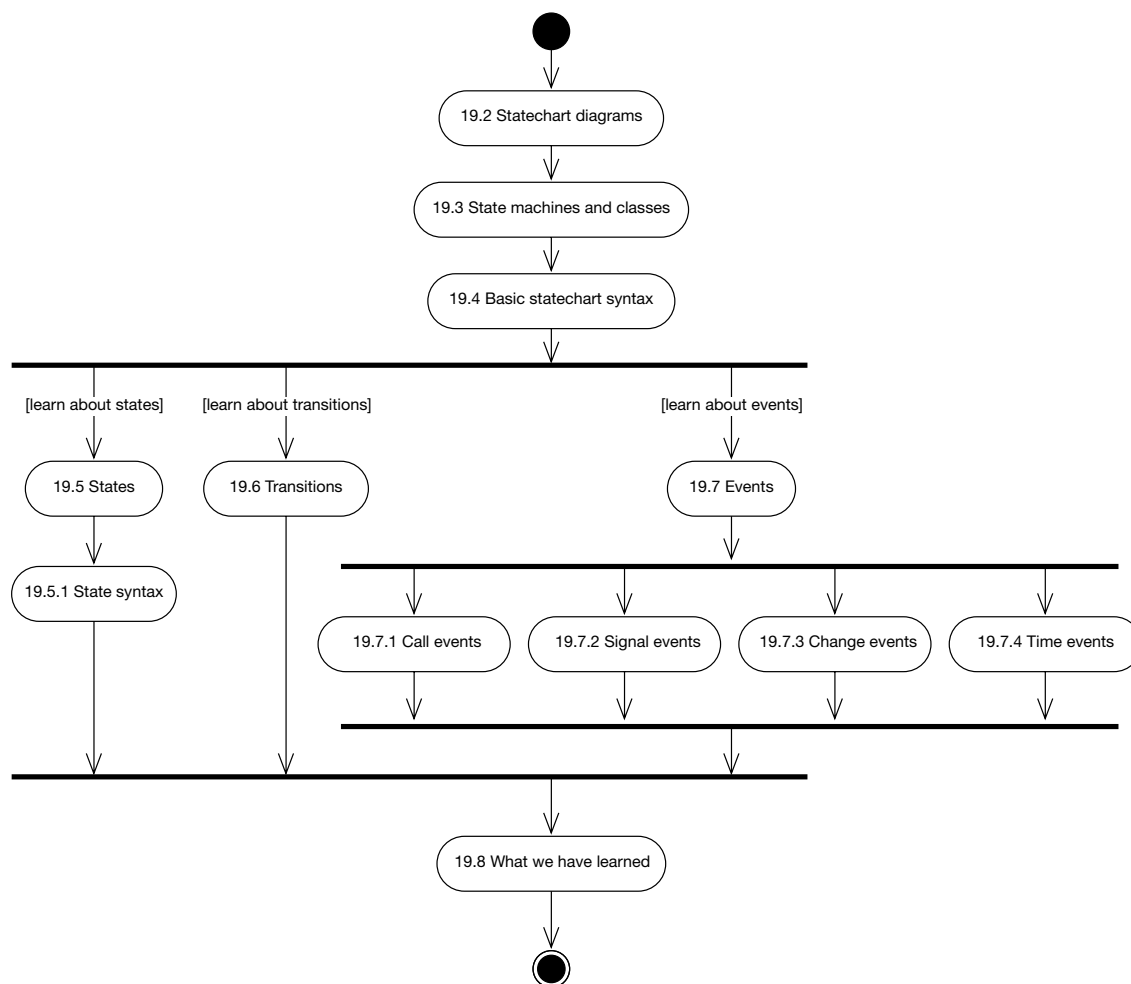 19.2 Statechart diagrams
19.3 State machines and classes
19.4 Basic statechart syntax
[learn about states]
[learn about transitions]
[learn about events]
19.5 States
19.6 Transitions
19.7 Events
19.5.1 State syntax
19.7.1 Call events
19.7.2 Signal events
19.7.3 Change events
19.7.4 Time events
19.8 What we have learned